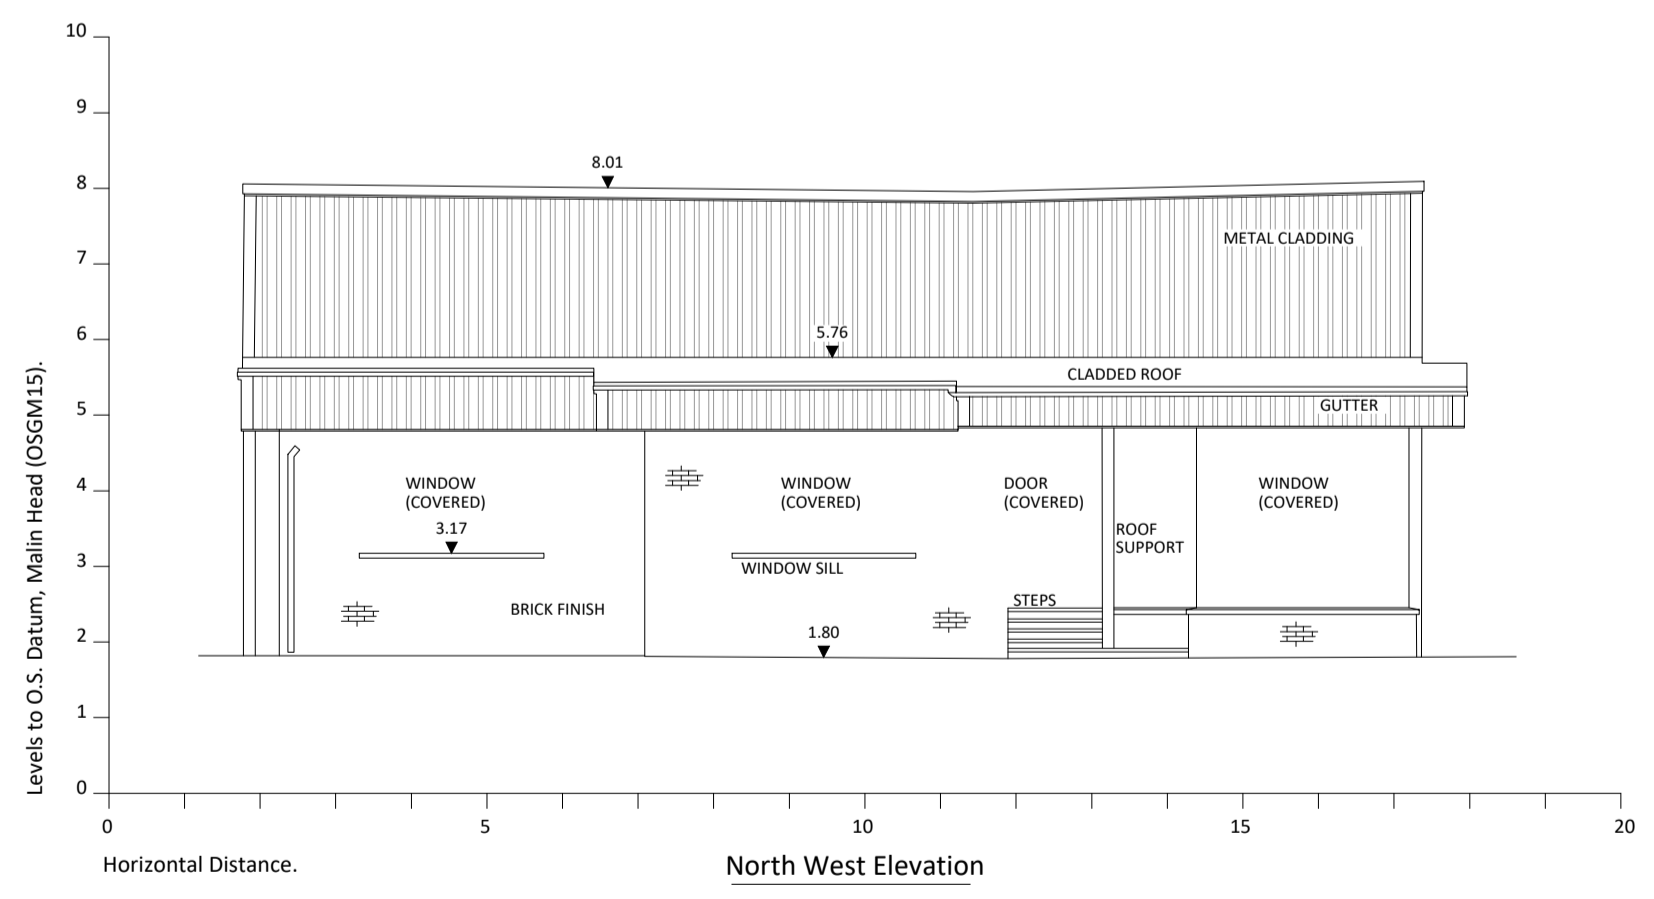 10
9
8.01
8
METAL CLADDING
7
6
5.76
CLADDED ROOF
5
GUTTER
4
WINDOW
(COVERED)
WINDOW
(COVERED)
DOOR
(COVERED)
WINDOW
(COVERED)
3.17
ROOF
SUPPORT
3
WINDOW SILL
STEPS
BRICK FINISH
2
1.80
1
0
Levels to O.S. Datum, Malin Head (OSGM15).
0 5 10 15 20
Horizontal Distance.
North West Elevation